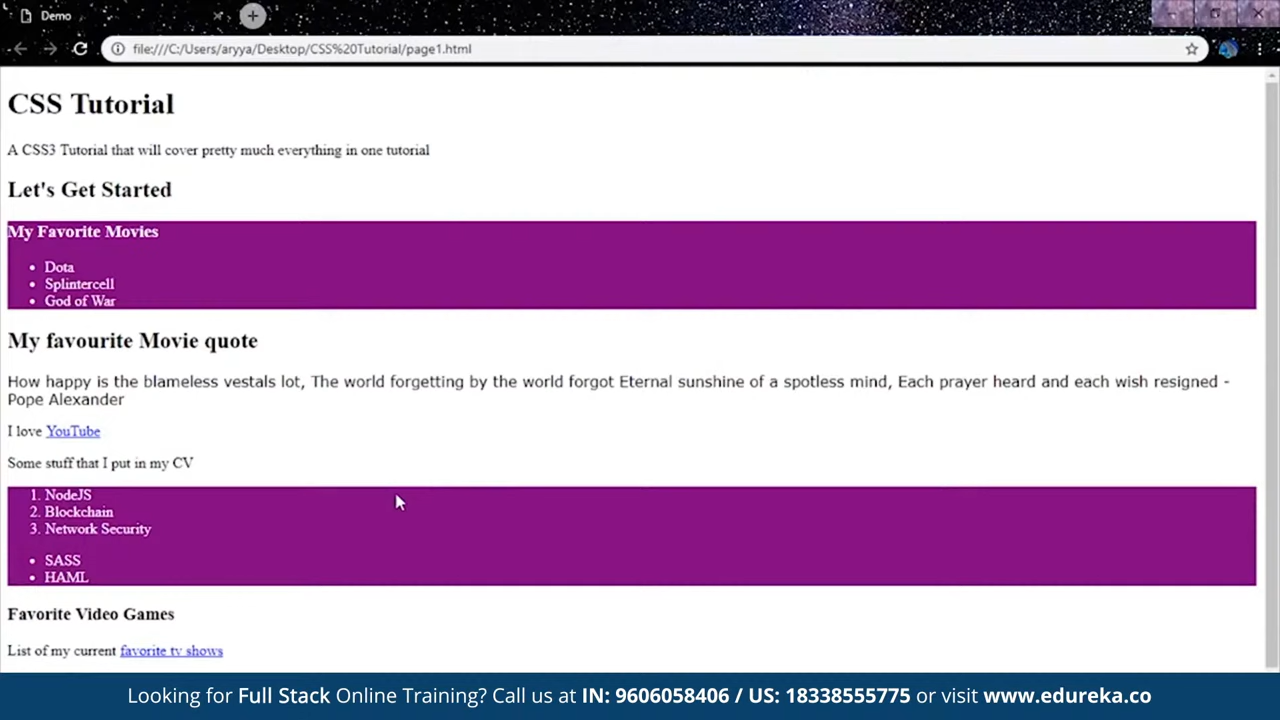 Demo
file:///C:/Users/aryya/Desktop/CSS%20Tutorial/page1.html
CSS Tutorial
A CSS3 Tutorial that will cover pretty much everything in one tutorial
Let's Get Started
My Favorite Movies
• Dota
• Splintercell
• God of War
My favourite Movie quote
How happy is the blameless vestals lot, The world forgetting by the world forgot Eternal sunshine of a spotless mind, Each prayer heard and each wish resigned -
Pope Alexander
I love YouTube
Some stuff that I put in my CV
1. NodeJS
2. Blockchain
3. Network Security
• SASS
• HAML
Favorite Video Games
List of my current favorite tv shows
Looking for Full Stack Online Training? Call us at IN: 9606058406 / US: 18338555775 or visit www.edureka.co